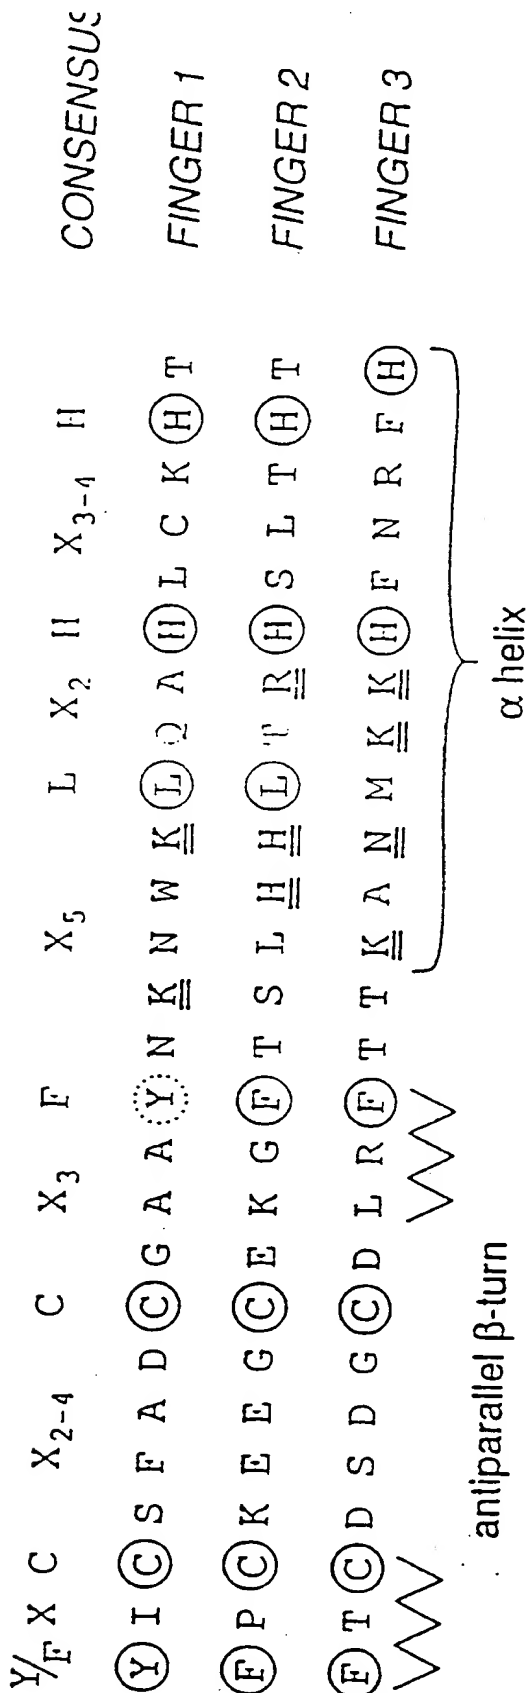 Y/F X C X2-4 C X3 F X5 L X2 H X3-4 H CONSENSUS
Y I C S F A D C G A A Y N K N W K L Q A H L C K H T FINGER 1
F P C K E E G C E K G F T S L H H L T R H S L T H T FINGER 2
F T C D S D G C D L R F T T K A N M K K H F N R F H FINGER 3
antiparallel β-turn α helix